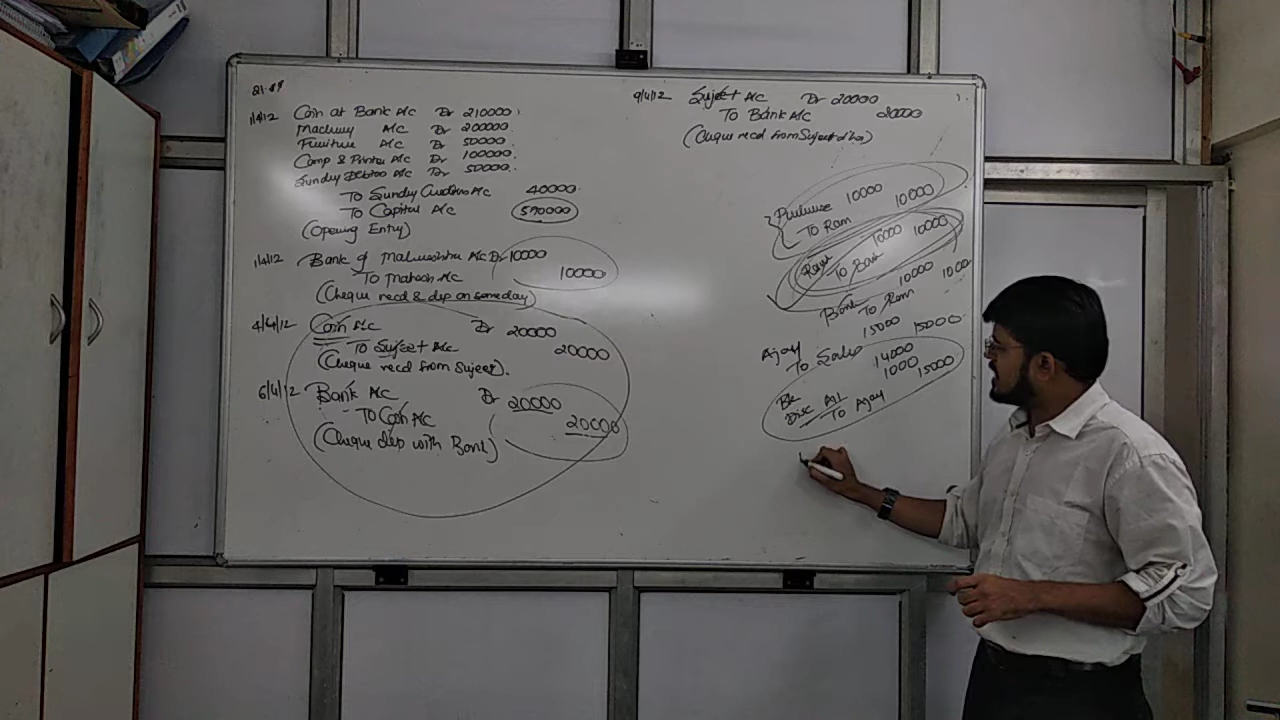 1/4/12 Cash at Bank A/c Dr 210000
Machinery A/C Dr 200000
Furniture A/C Dr 50000
Comp & Printer A/C Dr 100000
Sundry Debtors A/C Dr 50000
To Sundry Creditors A/C 40000
To Capital A/c 570000
(Opening Entry)
1/4/12 Bank of Maharashtra A/C Dr 10000
To Mahesh A/C 10000
(Cheque recd & dep on same day)
4/4/12 Cash A/C Dr 20000
To Sujeet A/C 20000
(Cheque recd from Sujeet).
6/4/12 Bank A/C Dr 20000
To Cash A/C 20000
(Cheque dep with Bank)
9/4/12 Sujeet A/C Dr 20000
To Bank A/C 20000
(Cheque recd from Sujeet)
Purchase 10000
To Ram 10000
Ram 10000
To Bank 10000
Bank 10000
To Ram 1000
Ajay 15000
To Sales 15000
14000
Disc All 1000
To Ajay 15000